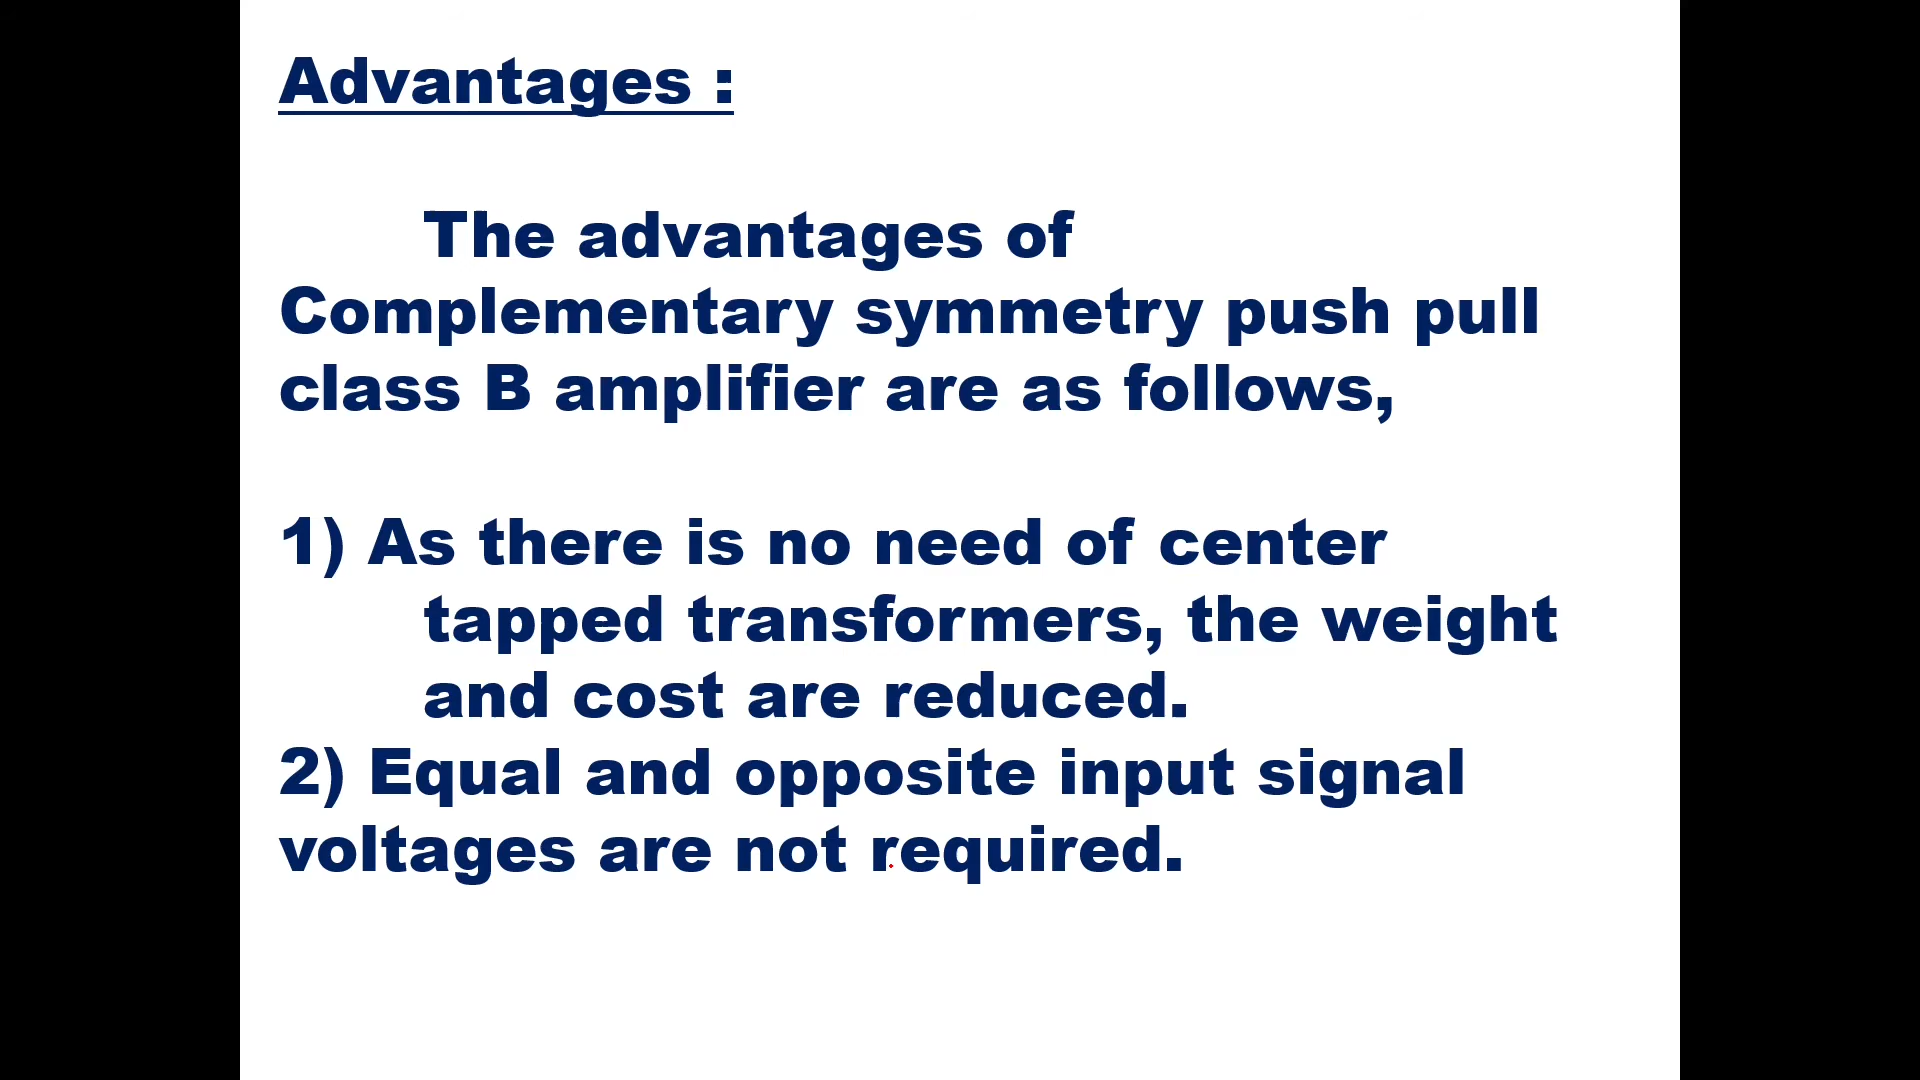 Advantages :
The advantages of
Complementary symmetry push pull
class B amplifier are as follows,
1) As there is no need of center
tapped transformers, the weight
and cost are reduced.
2) Equal and opposite input signal
voltages are not required.